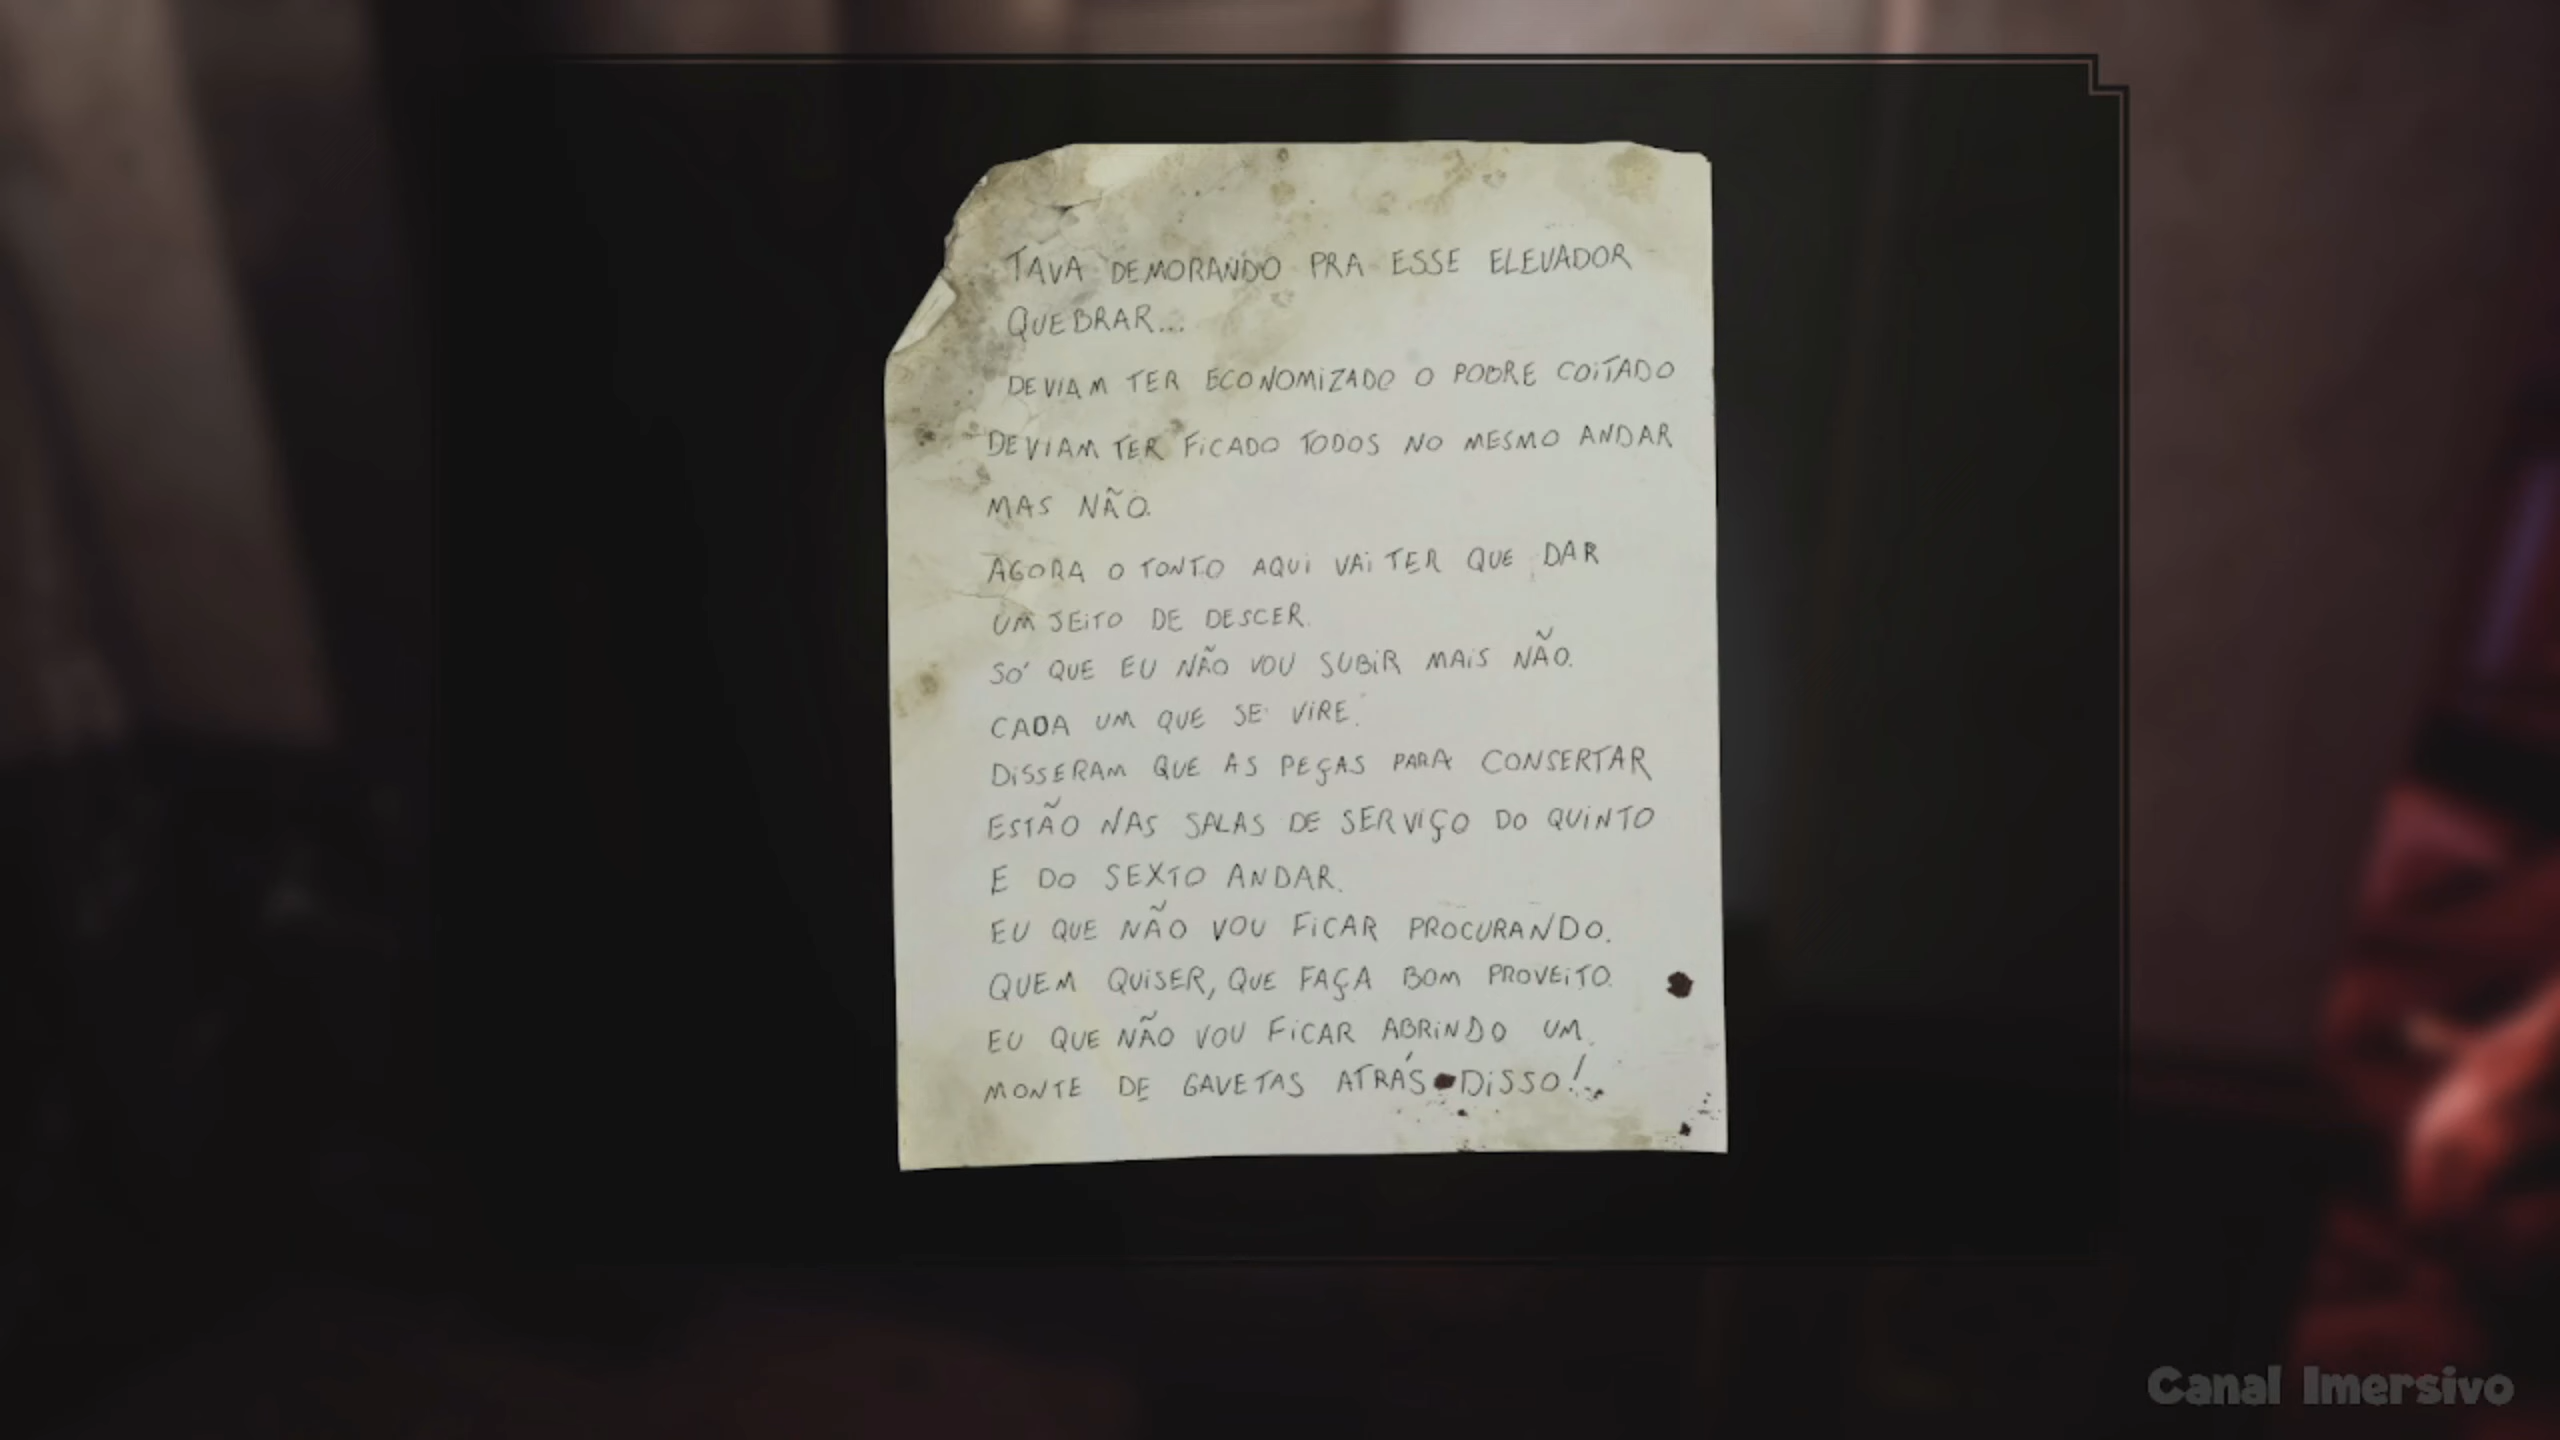 TAVA DEMORANDO PRA ESSE ELEVADOR
QUEBRAR...
DEVIAM TER ECONOMIZADO O POBRE COITADO
DEVIAM TER FICADO TODOS NO MESMO ANDAR
MAS NÃO.
AGORA O TONTO AQUI VAI TER QUE DAR
UM JEITO DE DESCER.
SÓ QUE EU NÃO VOU SUBIR MAIS NÃO.
CADA UM QUE SE VIRE.
DISSERAM QUE AS PEÇAS PARA CONSERTAR
ESTÃO NAS SALAS DE SERVIÇO DO QUINTO
E DO SEXTO ANDAR.
EU QUE NÃO VOU FICAR PROCURANDO.
QUEM QUISER, QUE FAÇA BOM PROVEITO.
EU QUE NÃO VOU FICAR ABRINDO UM
MONTE DE GAVETAS ATRÁS DISSO!
Canal Imersivo